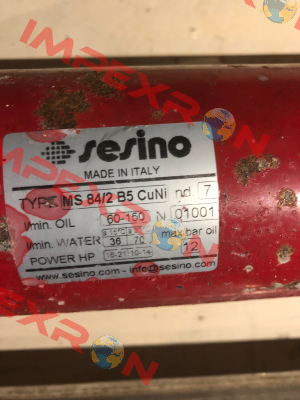 sesino
MADE IN ITALY
TYPE MS 84/2 B5 CuNi nd 7
l/min. OIL 60-150 N 01001
l/min. WATER 36 70 max bar oil
POWER HP 12
www.sesino.com - info@sesino.com
IMPEXRON
IMPEXRON
IMPEXRON